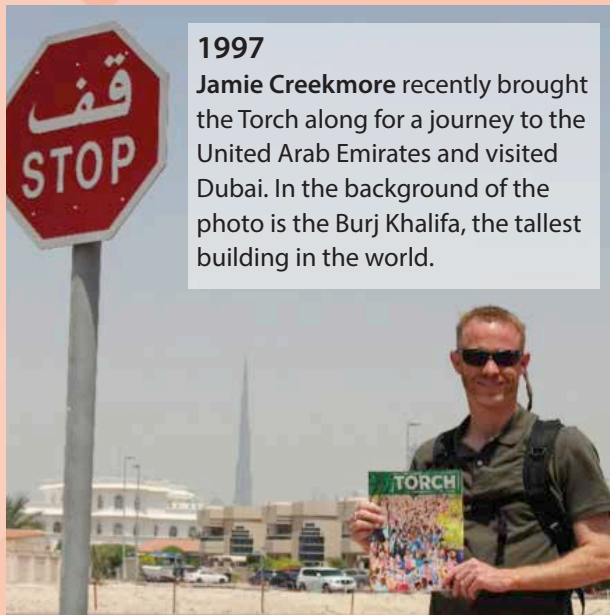 قف
STOP
1997
Jamie Creekmore recently brought
the Torch along for a journey to the
United Arab Emirates and visited
Dubai. In the background of the
photo is the Burj Khalifa, the tallest
building in the world.
TORCH